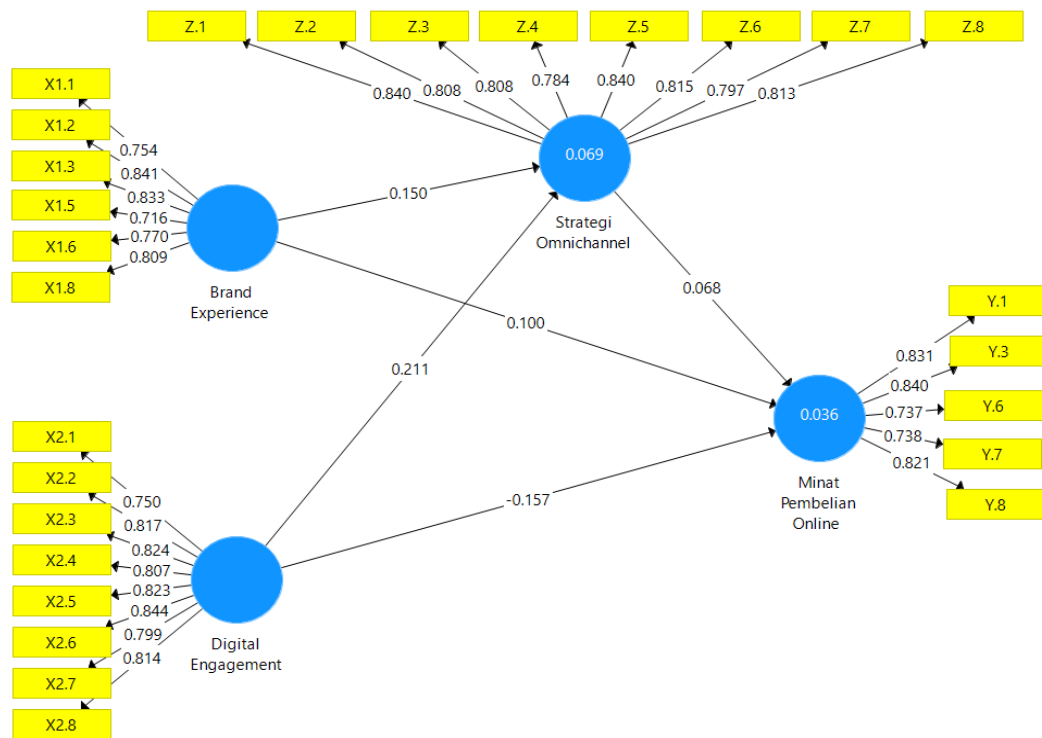 Z.1
Z.2
Z.3
Z.4
Z.5
Z.6
Z.7
Z.8
0.840
0.808
0.808
0.784
0.840
0.815
0.797
0.813
X1.1
X1.2
X1.3
X1.5
X1.6
X1.8
0.754
0.841
0.833
0.716
0.770
0.809
Brand
Experience
0.150
0.069
Strategi
Omnichannel
0.068
0.100
0.211
-0.157
0.036
Minat
Pembelian
Online
0.831
0.840
0.737
0.738
0.821
Y.1
Y.3
Y.6
Y.7
Y.8
X2.1
X2.2
X2.3
X2.4
X2.5
X2.6
X2.7
X2.8
0.750
0.817
0.824
0.807
0.823
0.844
0.799
0.814
Digital
Engagement